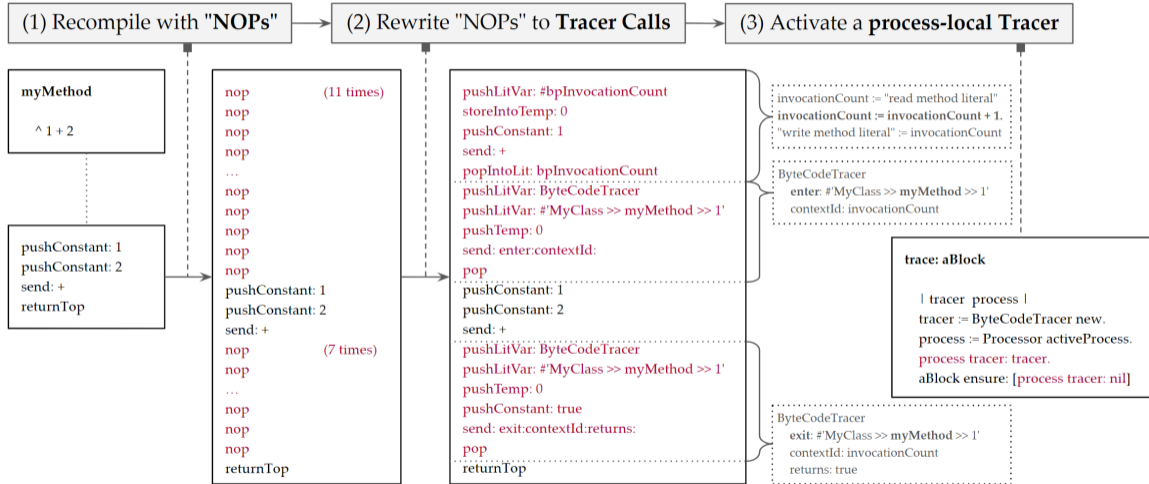 (1) Recompile with "NOPs"
(2) Rewrite "NOPs" to Tracer Calls
(3) Activate a process-local Tracer
myMethod
^ 1 + 2
pushConstant: 1
pushConstant: 2
send: +
returnTop
nop (11 times)
nop
nop
nop
...
nop
nop
nop
nop
nop
pushConstant: 1
pushConstant: 2
send: +
nop (7 times)
nop
...
nop
nop
nop
returnTop
pushLitVar: #bpInvocationCount
storeIntoTemp: 0
pushConstant: 1
send: +
popIntoLit: bpInvocationCount
pushLitVar: ByteCodeTracer
pushLitVar: #'MyClass >> myMethod >> 1'
pushTemp: 0
send: enter:contextId:
pop
pushConstant: 1
pushConstant: 2
send: +
pushLitVar: ByteCodeTracer
pushLitVar: #'MyClass >> myMethod >> 1'
pushTemp: 0
pushConstant: true
send: exit:contextId:returns:
pop
returnTop
invocationCount := "read method literal"
invocationCount := invocationCount + 1.
"write method literal" := invocationCount
ByteCodeTracer
enter: #'MyClass >> myMethod >> 1'
contextId: invocationCount
ByteCodeTracer
exit: #'MyClass >> myMethod >> 1'
contextId: invocationCount
returns: true
trace: aBlock
| tracer process |
tracer := ByteCodeTracer new.
process := Processor activeProcess.
process tracer: tracer.
aBlock ensure: [process tracer: nil]